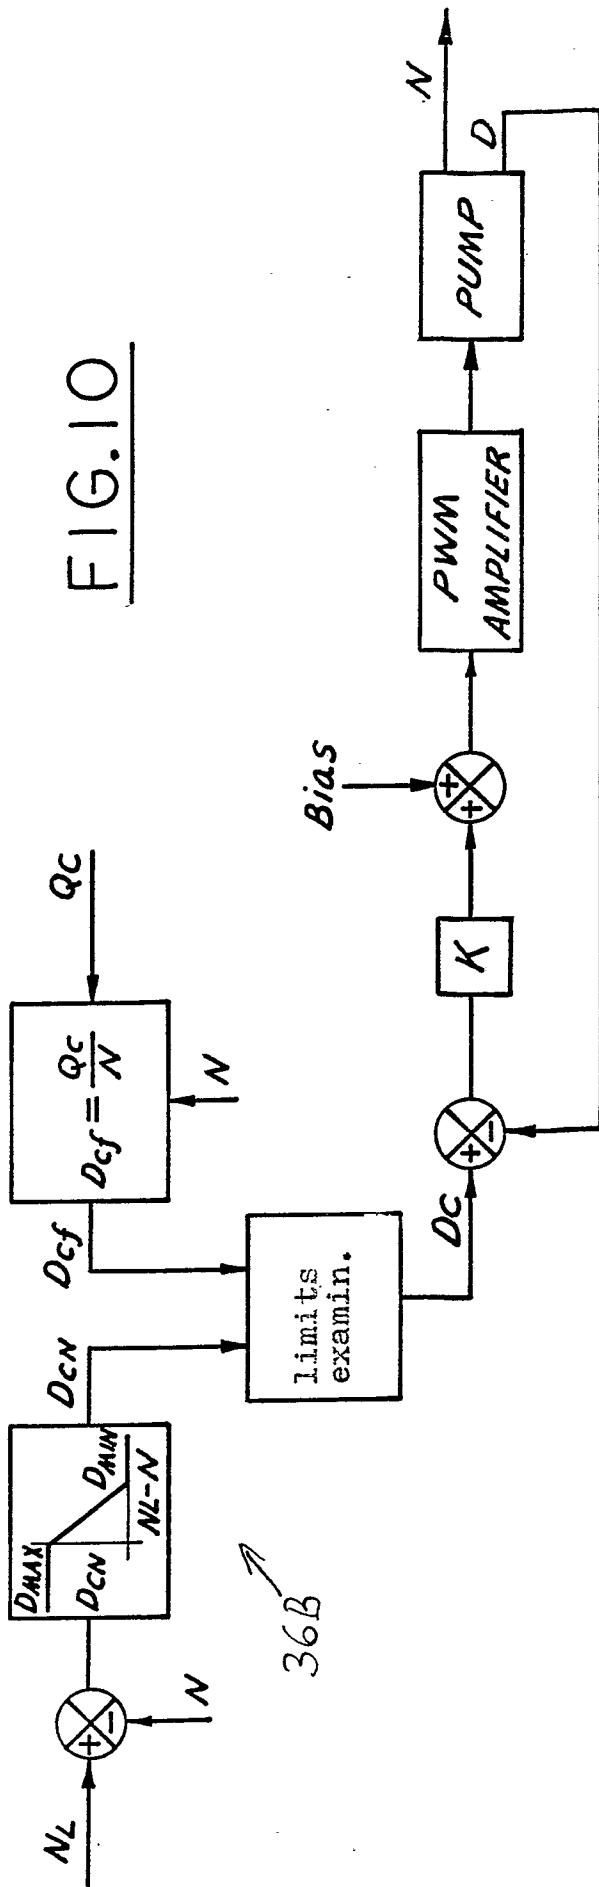 FIG.10
NL
+
−
N
DMAX
DCN
DMIN
NL-N
DCN
Dcf
Dcf = Qc
N
N
QC
limits
examin.
DC
+
−
K
Bias
+
+
PWM
AMPLIFIER
PUMP
N
D
36B